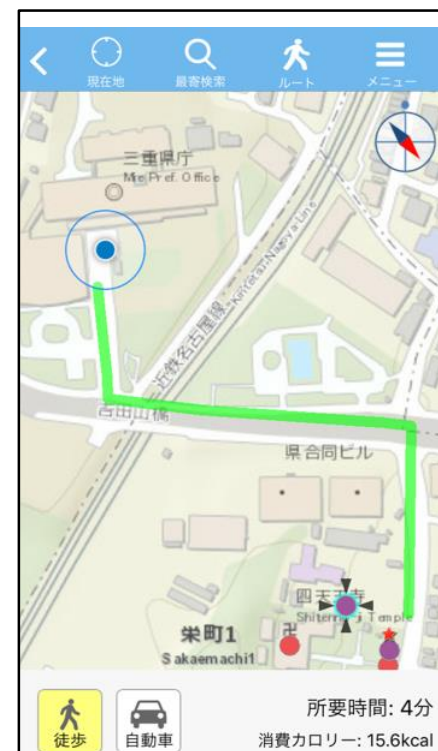 現在地 最寄検索 ルート メニュー
三重県庁
Mie Pref. Office
近鉄名古屋線
Kintetsu-Nagoya-Line
古田山橋
県合同ビル
四天王寺
Shitennoji Temple
栄町1
Sakaemachi1
徒歩 自動車
所要時間: 4分
消費カロリー: 15.6kcal